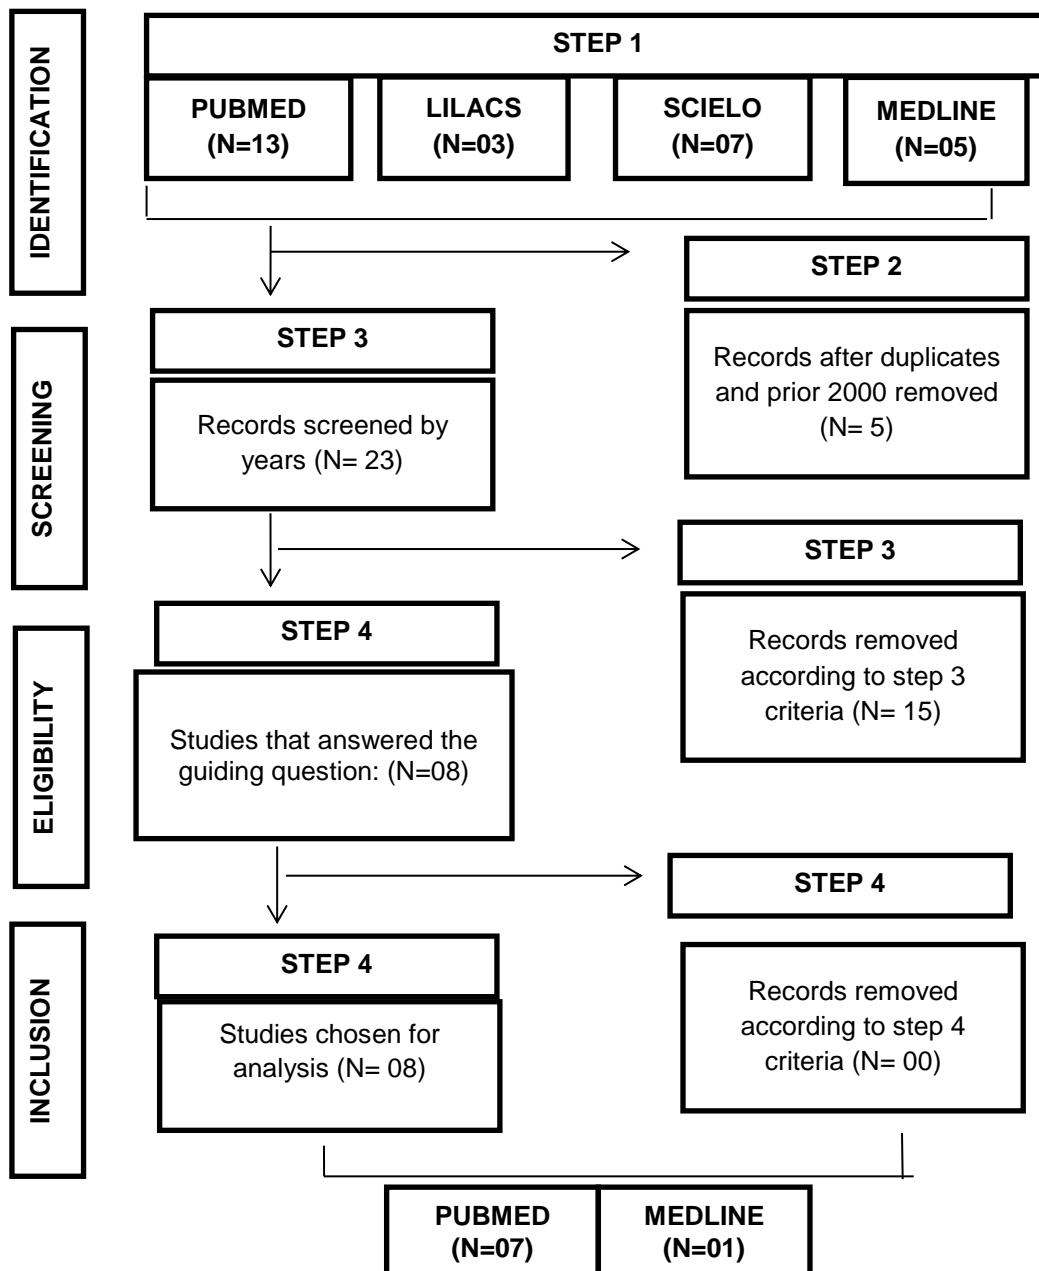 IDENTIFICATION
STEP 1
PUBMED
(N=13)
LILACS
(N=03)
SCIELO
(N=07)
MEDLINE
(N=05)
STEP 2
Records after duplicates
and prior 2000 removed
(N= 5)
SCREENING
STEP 3
Records screened by
years (N= 23)
STEP 3
Records removed
according to step 3
criteria (N= 15)
ELIGIBILITY
STEP 4
Studies that answered the
guiding question: (N=08)
STEP 4
Records removed
according to step 4
criteria (N= 00)
INCLUSION
STEP 4
Studies chosen for
analysis (N= 08)
PUBMED
(N=07)
MEDLINE
(N=01)